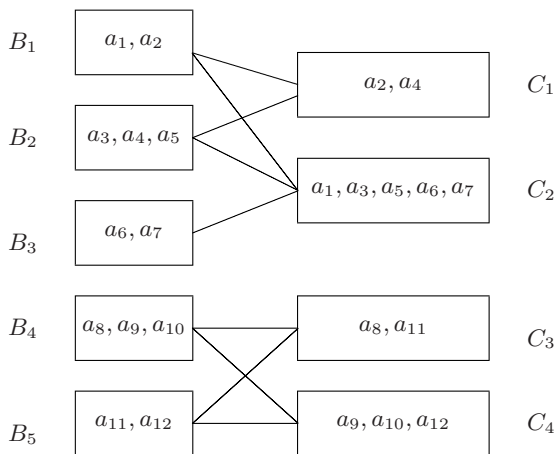 B₁ a₁, a₂
a₂, a₄ C₁
B₂ a₃, a₄, a₅
a₁, a₃, a₅, a₆, a₇ C₂
B₃ a₆, a₇
B₄ a₈, a₉, a₁₀ a₈, a₁₁ C₃
B₅ a₁₁, a₁₂ a₉, a₁₀, a₁₂ C₄